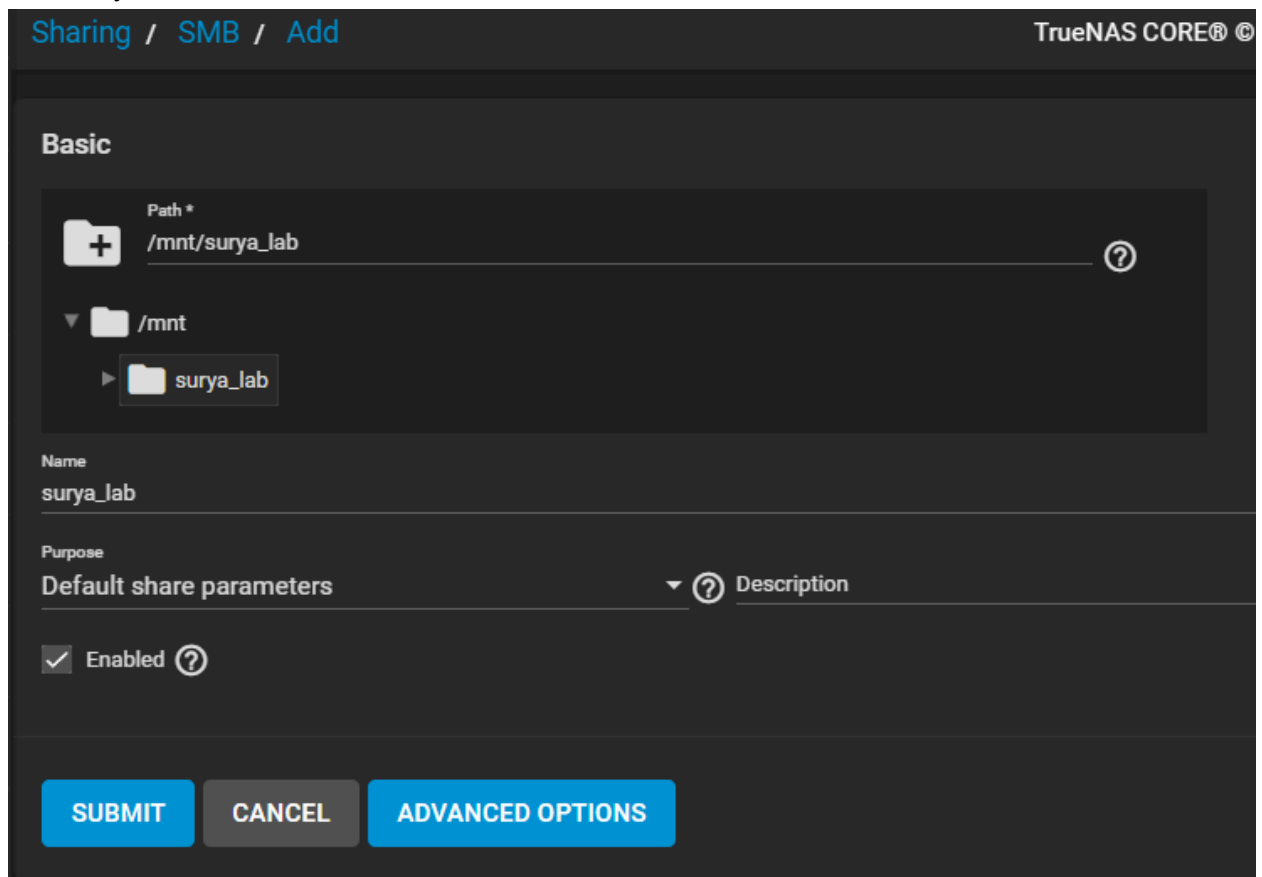 Sharing / SMB / Add TrueNAS CORE® ©
Basic
Path *
/mnt/surya_lab
/mnt
surya_lab
Name
surya_lab
Purpose
Default share parameters Description
Enabled
SUBMIT CANCEL ADVANCED OPTIONS